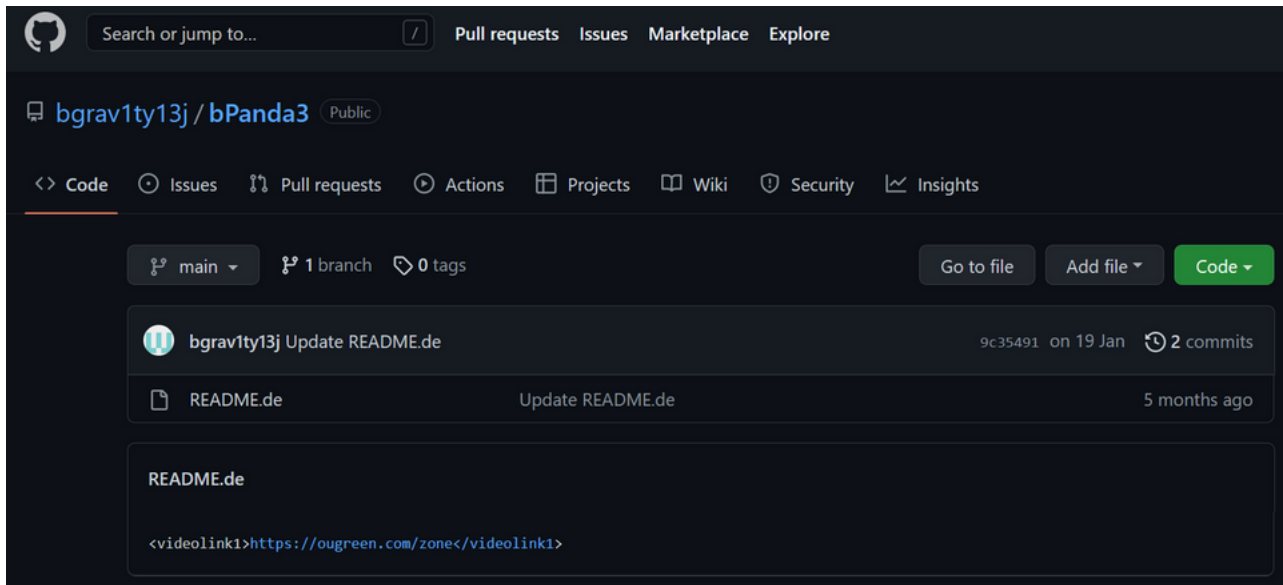 Search or jump to... / Pull requests Issues Marketplace Explore
bgrav1ty13j / bPanda3 Public
<> Code Issues Pull requests Actions Projects Wiki Security Insights
main 1 branch 0 tags Go to file Add file Code
bgrav1ty13j Update README.de 9c35491 on 19 Jan 2 commits
README.de Update README.de 5 months ago
README.de
<videolink1>https://ougreen.com/zone</videolink1>